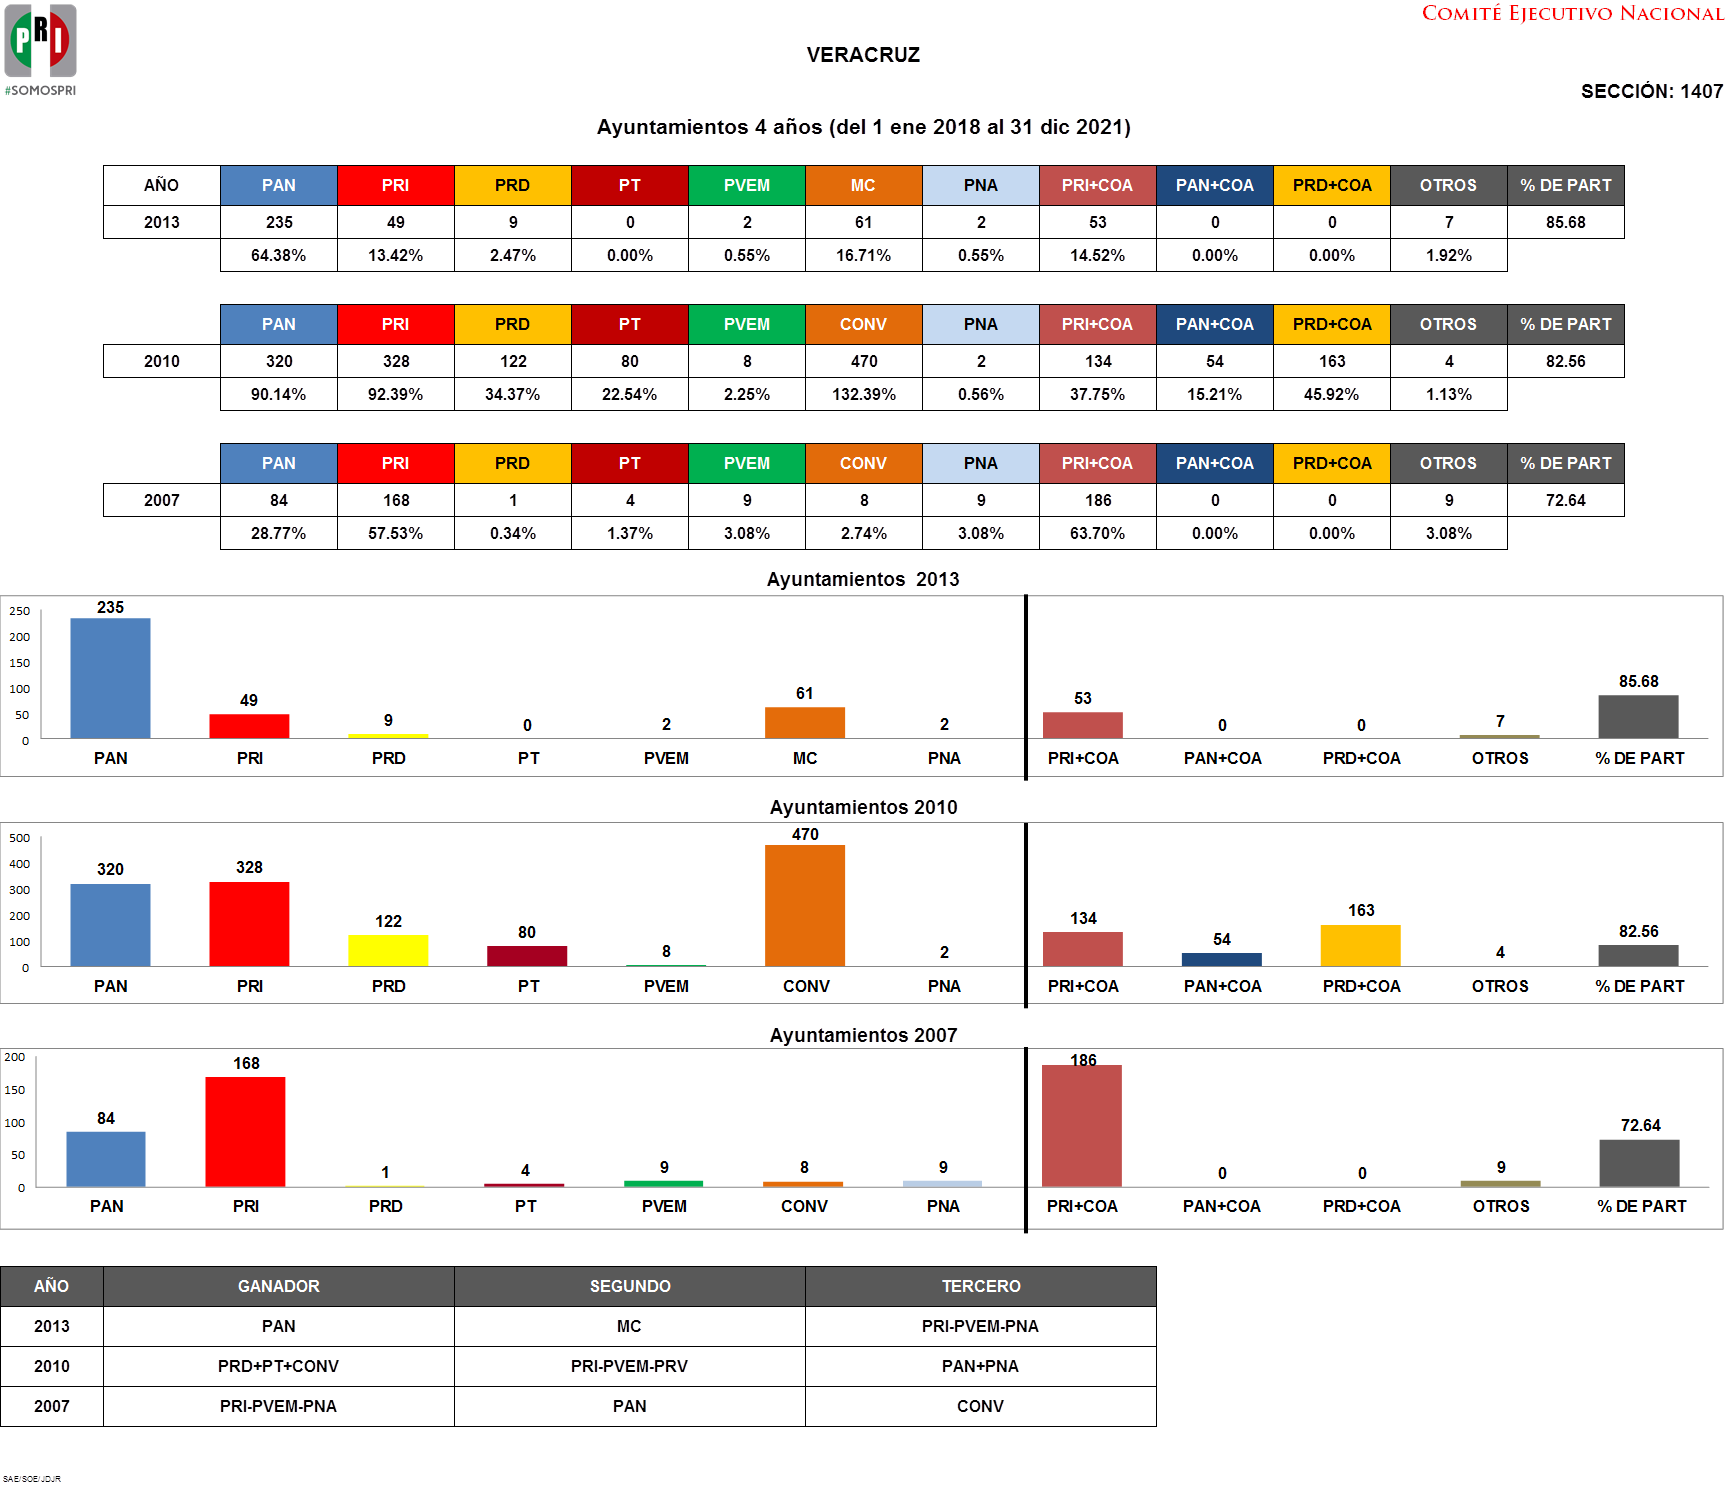 PRI
#SOMOSPRI
COMITÉ EJECUTIVO NACIONAL
VERACRUZ
SECCIÓN: 1407
Ayuntamientos 4 años (del 1 ene 2018 al 31 dic 2021)
AÑO PAN PRI PRD PT PVEM MC PNA PRI+COA PAN+COA PRD+COA OTROS % DE PART
2013 235 49 9 0 2 61 2 53 0 0 7 85.68
64.38% 13.42% 2.47% 0.00% 0.55% 16.71% 0.55% 14.52% 0.00% 0.00% 1.92%
PAN PRI PRD PT PVEM CONV PNA PRI+COA PAN+COA PRD+COA OTROS % DE PART
2010 320 328 122 80 8 470 2 134 54 163 4 82.56
90.14% 92.39% 34.37% 22.54% 2.25% 132.39% 0.56% 37.75% 15.21% 45.92% 1.13%
PAN PRI PRD PT PVEM CONV PNA PRI+COA PAN+COA PRD+COA OTROS % DE PART
2007 84 168 1 4 9 8 9 186 0 0 9 72.64
28.77% 57.53% 0.34% 1.37% 3.08% 2.74% 3.08% 63.70% 0.00% 0.00% 3.08%
Ayuntamientos 2013
250
200
150
100
50
0
235 49 9 0 2 61 2 53 0 0 7 85.68
PAN PRI PRD PT PVEM MC PNA PRI+COA PAN+COA PRD+COA OTROS % DE PART
Ayuntamientos 2010
500
400
300
200
100
0
320 328 122 80 8 470 2 134 54 163 4 82.56
PAN PRI PRD PT PVEM CONV PNA PRI+COA PAN+COA PRD+COA OTROS % DE PART
Ayuntamientos 2007
200
150
100
50
0
84 168 1 4 9 8 9 186 0 0 9 72.64
PAN PRI PRD PT PVEM CONV PNA PRI+COA PAN+COA PRD+COA OTROS % DE PART
AÑO GANADOR SEGUNDO TERCERO
2013 PAN MC PRI-PVEM-PNA
2010 PRD+PT+CONV PRI-PVEM-PRV PAN+PNA
2007 PRI-PVEM-PNA PAN CONV
SAE/SOE/JDJR